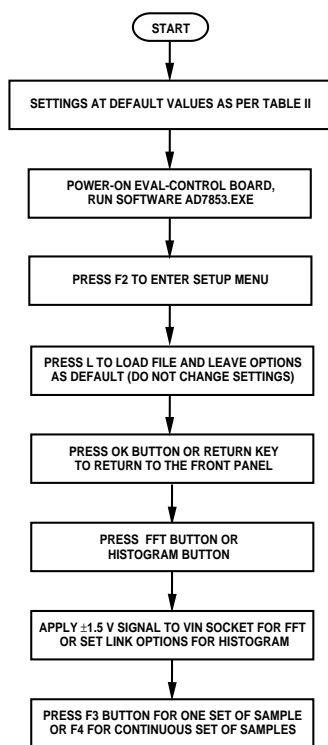 START
SETTINGS AT DEFAULT VALUES AS PER TABLE II
POWER-ON EVAL-CONTROL BOARD,
RUN SOFTWARE AD7853.EXE
PRESS F2 TO ENTER SETUP MENU
PRESS L TO LOAD FILE AND LEAVE OPTIONS
AS DEFAULT (DO NOT CHANGE SETTINGS)
PRESS OK BUTTON OR RETURN KEY
TO RETURN TO THE FRONT PANEL
PRESS FFT BUTTON OR
HISTOGRAM BUTTON
APPLY ±1.5 V SIGNAL TO VIN SOCKET FOR FFT
OR SET LINK OPTIONS FOR HISTOGRAM
PRESS F3 BUTTON FOR ONE SET OF SAMPLE
OR F4 FOR CONTINUOUS SET OF SAMPLES